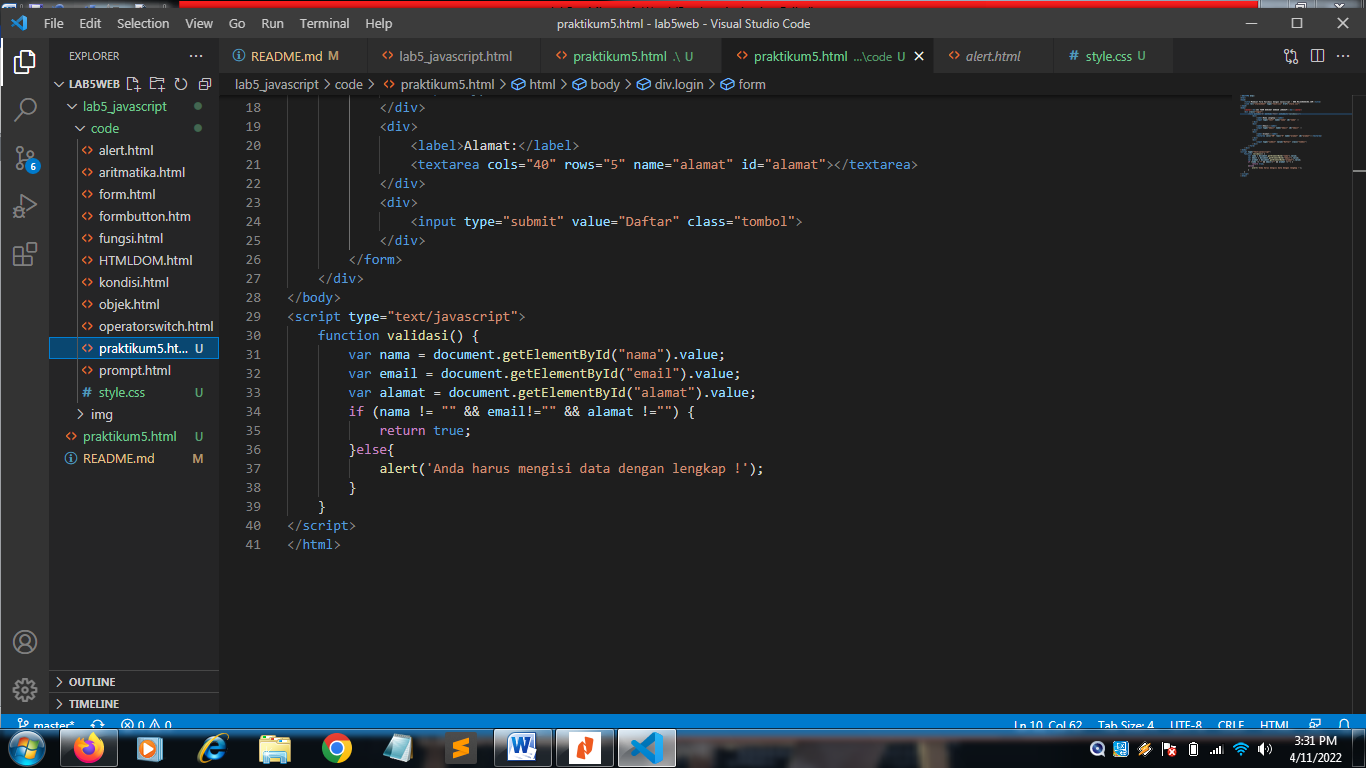 File Edit Selection View Go Run Terminal Help praktikum5.html - lab5web - Visual Studio Code
EXPLORER
README.md M lab5_javascript.html praktikum5.html .\ U praktikum5.html ...\code U alert.html style.css U
LAB5WEB
lab5_javascript > code > praktikum5.html > html > body > div.login > form
lab5_javascript
code
alert.html
aritmatika.html
form.html
formbutton.htm
fungsi.html
HTMLDOM.html
kondisi.html
objek.html
operatorswitch.html
praktikum5.ht... U
prompt.html
style.css U
img
praktikum5.html U
README.md M
OUTLINE
TIMELINE
6
18 </div>
19 <div>
20 <label>Alamat:</label>
21 <textarea cols="40" rows="5" name="alamat" id="alamat"></textarea>
22 </div>
23 <div>
24 <input type="submit" value="Daftar" class="tombol">
25 </div>
26 </form>
27 </div>
28 </body>
29 <script type="text/javascript">
30 function validasi() {
31 var nama = document.getElementById("nama").value;
32 var email = document.getElementById("email").value;
33 var alamat = document.getElementById("alamat").value;
34 if (nama != "" && email!="" && alamat !="") {
35 return true;
36 }else{
37 alert('Anda harus mengisi data dengan lengkap !');
38 }
39 }
40 </script>
41 </html>
master* 0 0 Ln 10, Col 62 Tab Size: 4 UTF-8 CRLF HTML
3:31 PM
4/11/2022